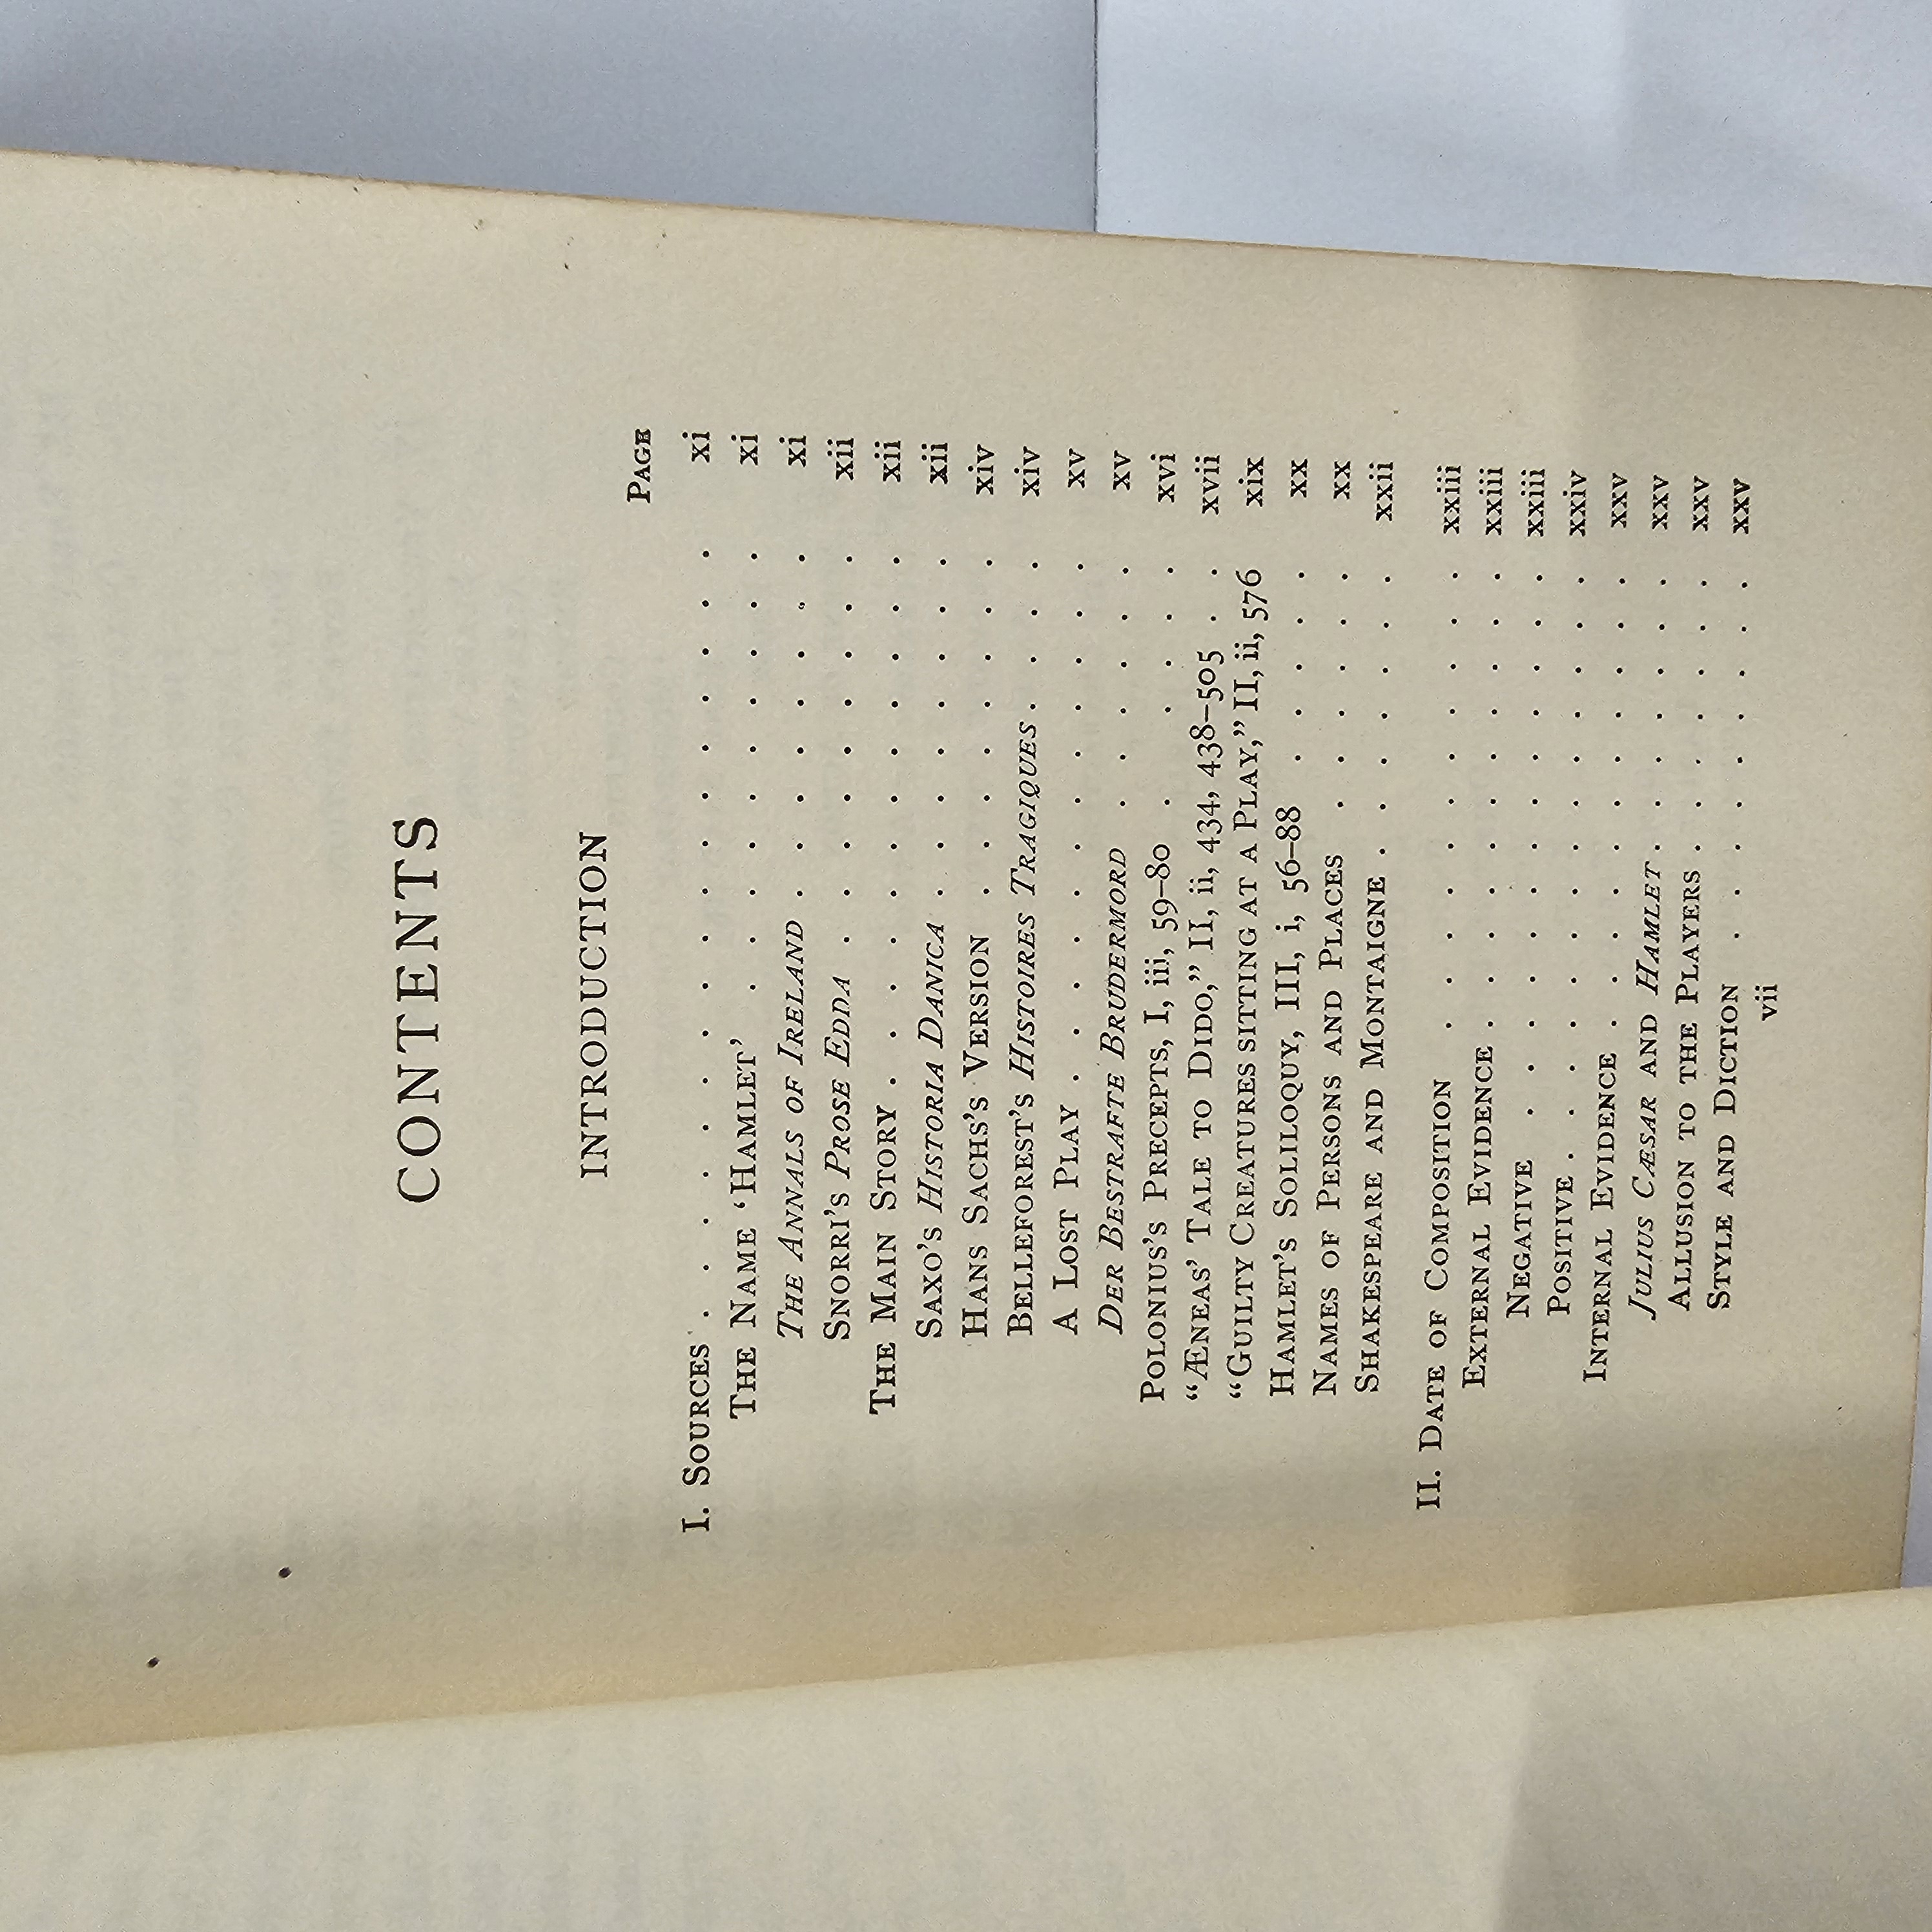 CONTENTS
INTRODUCTION
PAGE
I. SOURCES . . . . . . . . . . . . . . . . . xi
THE NAME ‘HAMLET’ . . . . . . . . . . xi
THE ANNALS OF IRELAND . . . . . . . . xi
SNORRI’S PROSE EDDA . . . . . . . . . xii
THE MAIN STORY . . . . . . . . . . . . xii
SAXO’S HISTORIA DANICA . . . . . . . . xii
HANS SACHS’S VERSION . . . . . . . . xiv
BELLEFOREST’S HISTOIRES TRAGIQUES . . . . xiv
A LOST PLAY . . . . . . . . . . . . xv
DER BESTRAFTE BRUDERMORD . . . . . . xv
POLONIUS’S PRECEPTS, I, iii, 59–80 . . . . . xvi
“ÆNEAS’ TALE TO DIDO,” II, ii, 434, 438–505 . . xvii
“GUILTY CREATURES SITTING AT A PLAY,” II, ii, 576 xix
HAMLET’S SOLILOQUY, III, i, 56–88 . . . . . xx
NAMES OF PERSONS AND PLACES . . . . . . xx
SHAKESPEARE AND MONTAIGNE . . . . . . . xxii
II. DATE OF COMPOSITION . . . . . . . . . . . xxiii
EXTERNAL EVIDENCE . . . . . . . . . . . xxiii
NEGATIVE . . . . . . . . . . . . . xxiii
POSITIVE . . . . . . . . . . . . . . xxiv
INTERNAL EVIDENCE . . . . . . . . . . . xxv
JULIUS CÆSAR AND HAMLET . . . . . . . xxv
ALLUSION TO THE PLAYERS . . . . . . . xxv
STYLE AND DICTION . . . . . . . . . xxv
vii